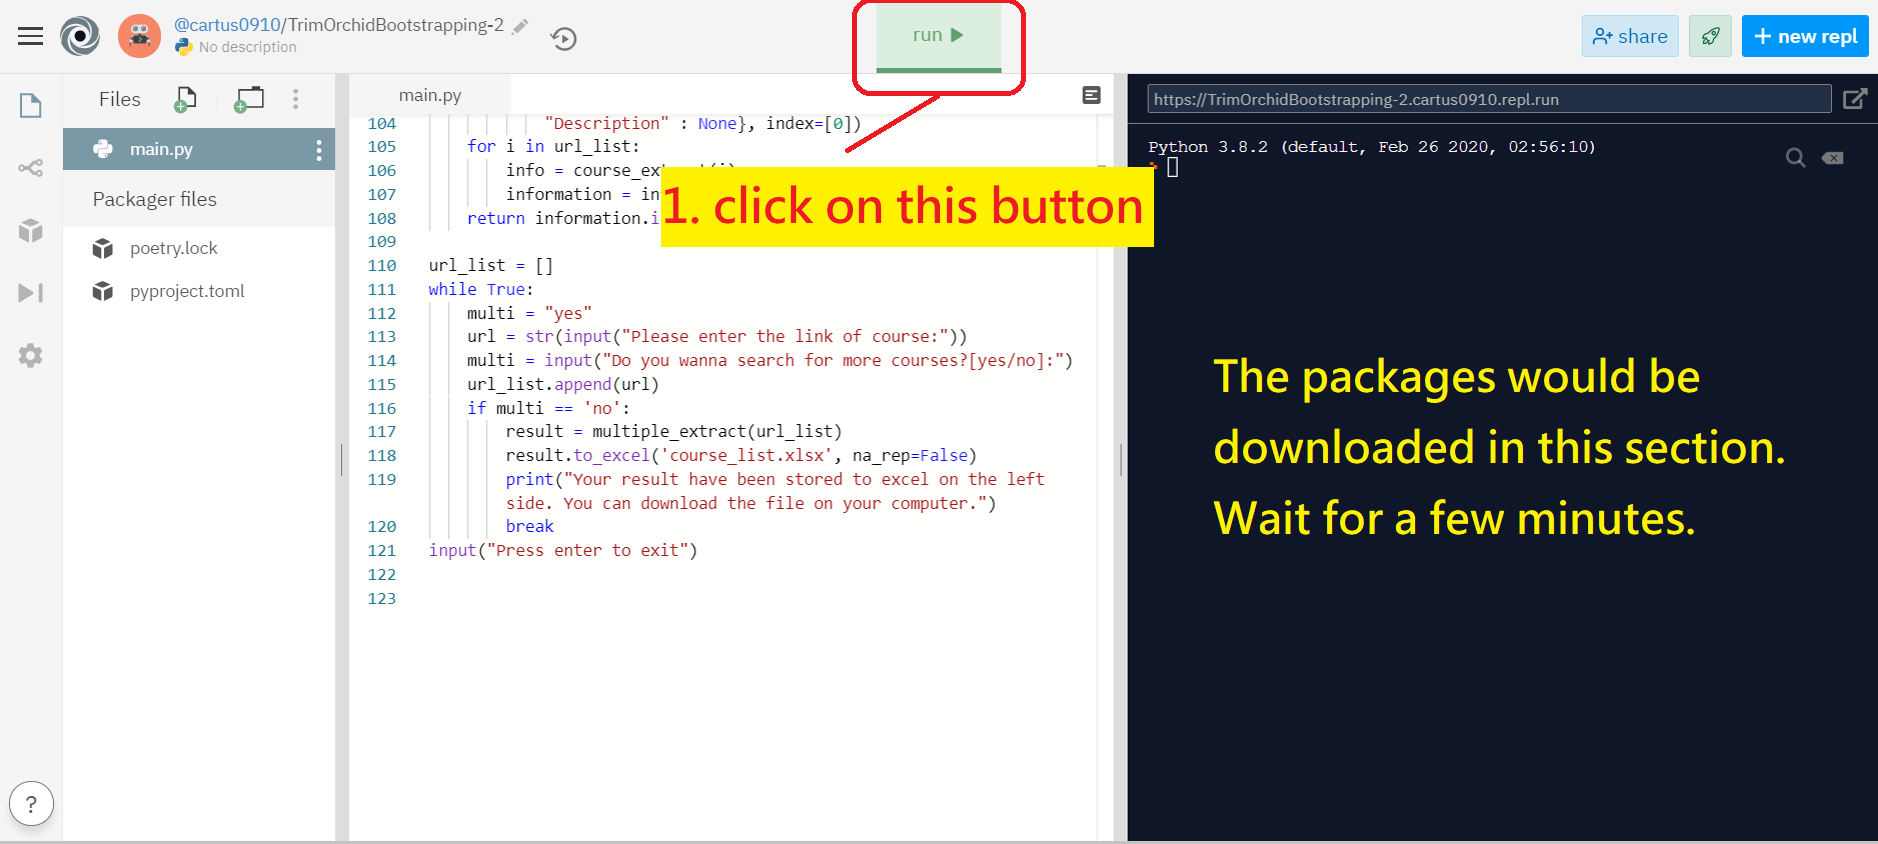 @cartus0910/TrimOrchidBootstrapping-2
No description
run
share
+ new repl
Files
main.py
Packager files
poetry.lock
pyproject.toml
main.py
104 "Description" : None}, index=[0])
105 for i in url_list:
106 info = course_ex
107 information = in
108 return information.i
109
110 url_list = []
111 while True:
112 multi = "yes"
113 url = str(input("Please enter the link of course:"))
114 multi = input("Do you wanna search for more courses?[yes/no]:")
115 url_list.append(url)
116 if multi == 'no':
117 result = multiple_extract(url_list)
118 result.to_excel('course_list.xlsx', na_rep=False)
119 print("Your result have been stored to excel on the left
side. You can download the file on your computer.")
120 break
121 input("Press enter to exit")
122
123
1. click on this button
https://TrimOrchidBootstrapping-2.cartus0910.repl.run
Python 3.8.2 (default, Feb 26 2020, 02:56:10)
The packages would be
downloaded in this section.
Wait for a few minutes.
?